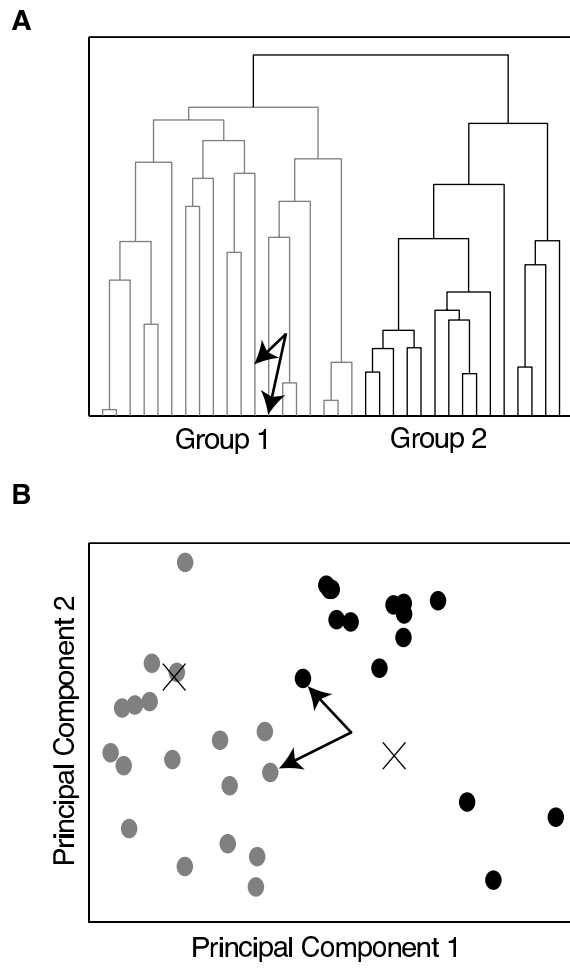 A
Group 1
Group 2
B
Principal Component 2
Principal Component 1